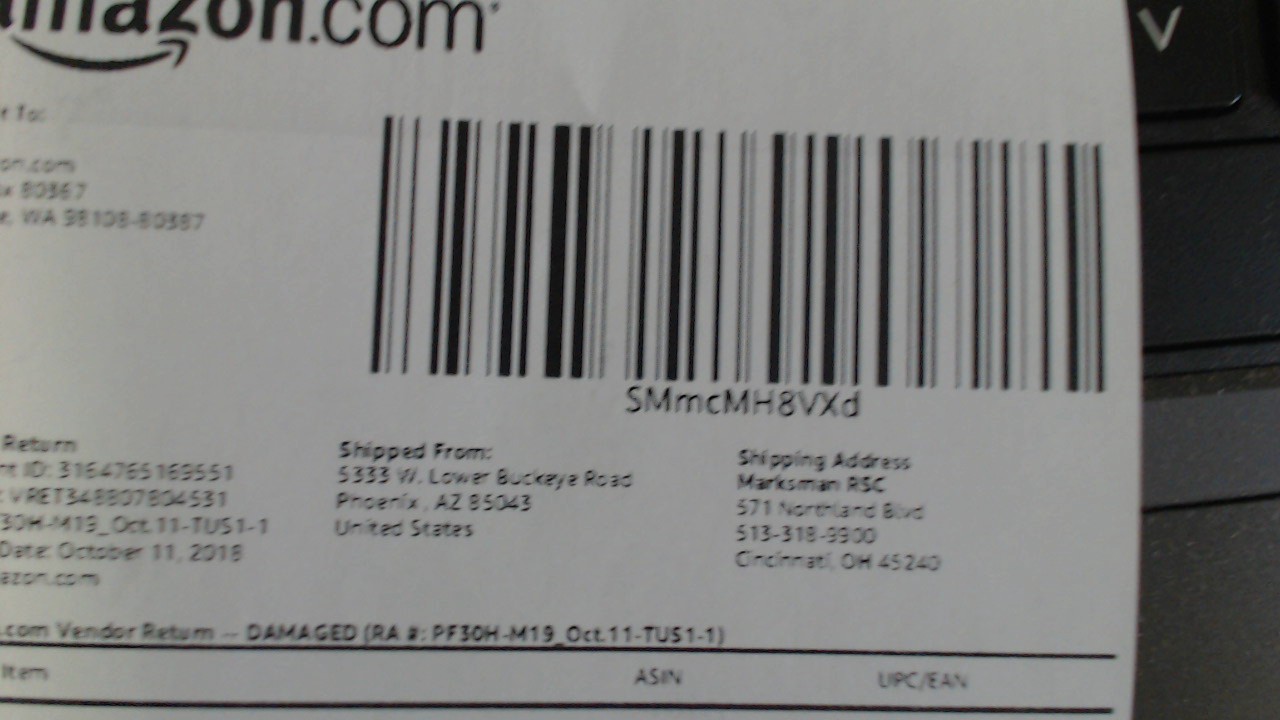 amazon.com
To:
on.com
x 80387
e, WA 98108-80387
SMmcMH8VXd
Return
nt ID: 3164765169551
: VRET348807804531
30H-M19_Oct.11-TUS1-1
Date: October 11, 2018
azon.com
Shipped From:
5333 W. Lower Buckeye Road
Phoenix, AZ 85043
United States
Shipping Address
Marksman RSC
571 Northland Blvd
513-318-9900
Cincinnati, OH 45240
.com Vendor Return -- DAMAGED (RA #: PF30H-M19_Oct.11-TUS1-1)
Item ASIN UPC/EAN
V